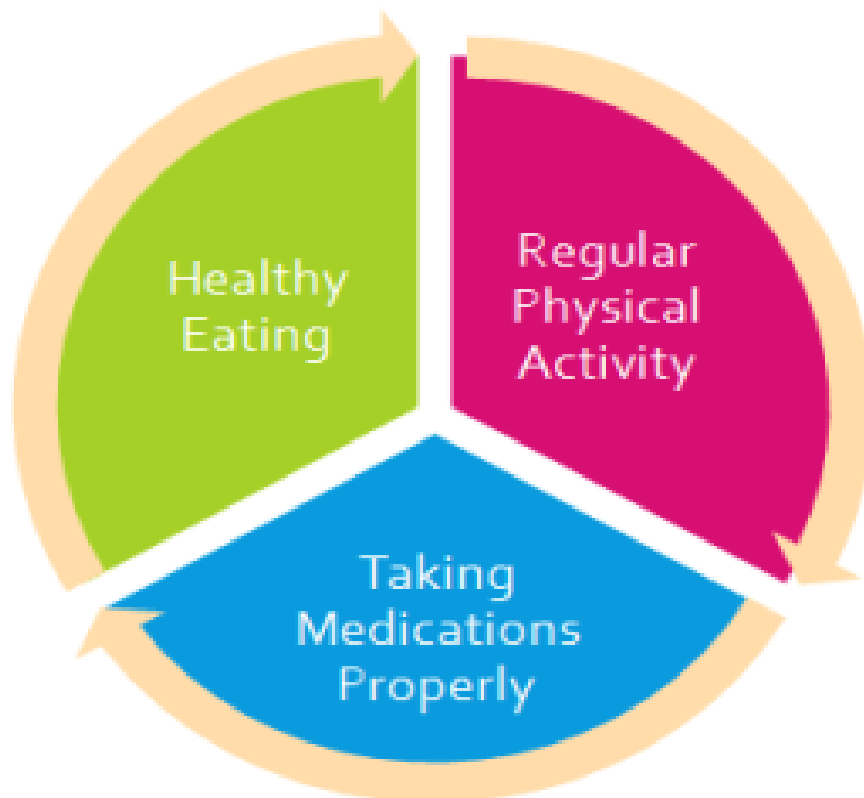 Healthy
Eating
Regular
Physical
Activity
Taking
Medications
Properly